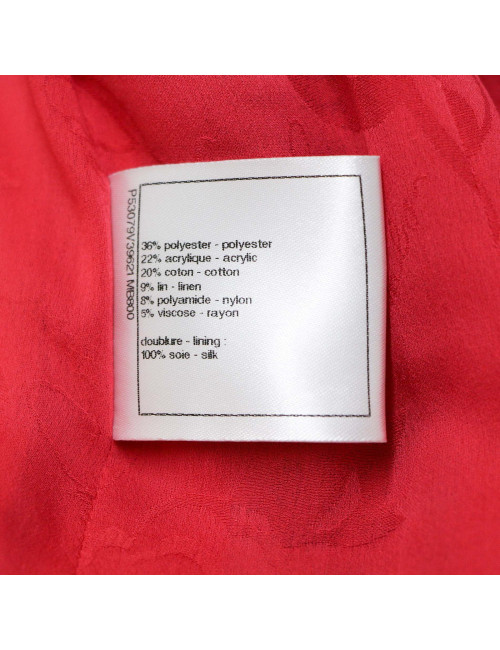 P53079V39621 MB800
36% polyester - polyester
22% acrylique - acrylic
20% coton - cotton
9% lin - linen
8% polyamide - nylon
5% viscose - rayon
doublure - lining :
100% soie - silk